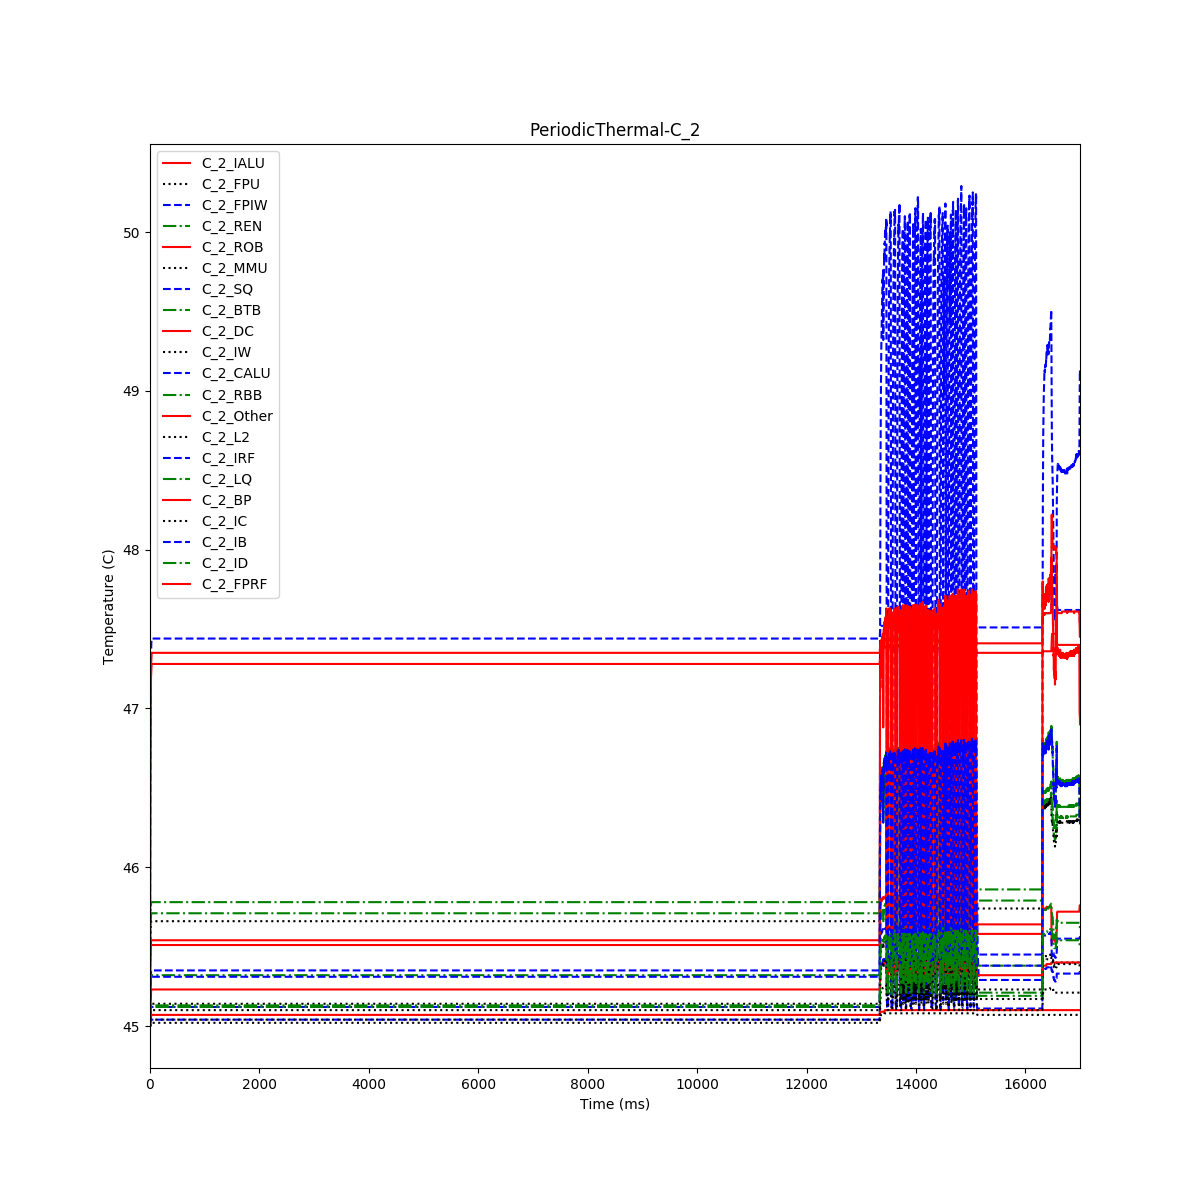 PeriodicThermal-C_2
C_2_IALU
C_2_FPU
C_2_FPIW
C_2_REN
C_2_ROB
C_2_MMU
C_2_SQ
C_2_BTB
C_2_DC
C_2_IW
C_2_CALU
C_2_RBB
C_2_Other
C_2_L2
C_2_IRF
C_2_LQ
C_2_BP
C_2_IC
C_2_IB
C_2_ID
C_2_FPRF
50
49
48
47
46
45
Temperature (C)
0 2000 4000 6000 8000 10000 12000 14000 16000
Time (ms)